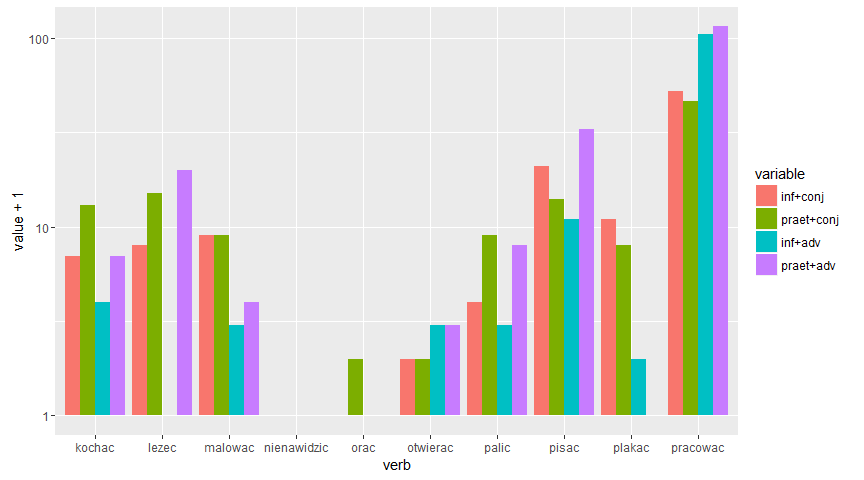 100
10
1
value + 1
kochac lezec malowac nienawidzic orac otwierac palic pisac plakac pracowac
verb
variable
inf+conj
praet+conj
inf+adv
praet+adv